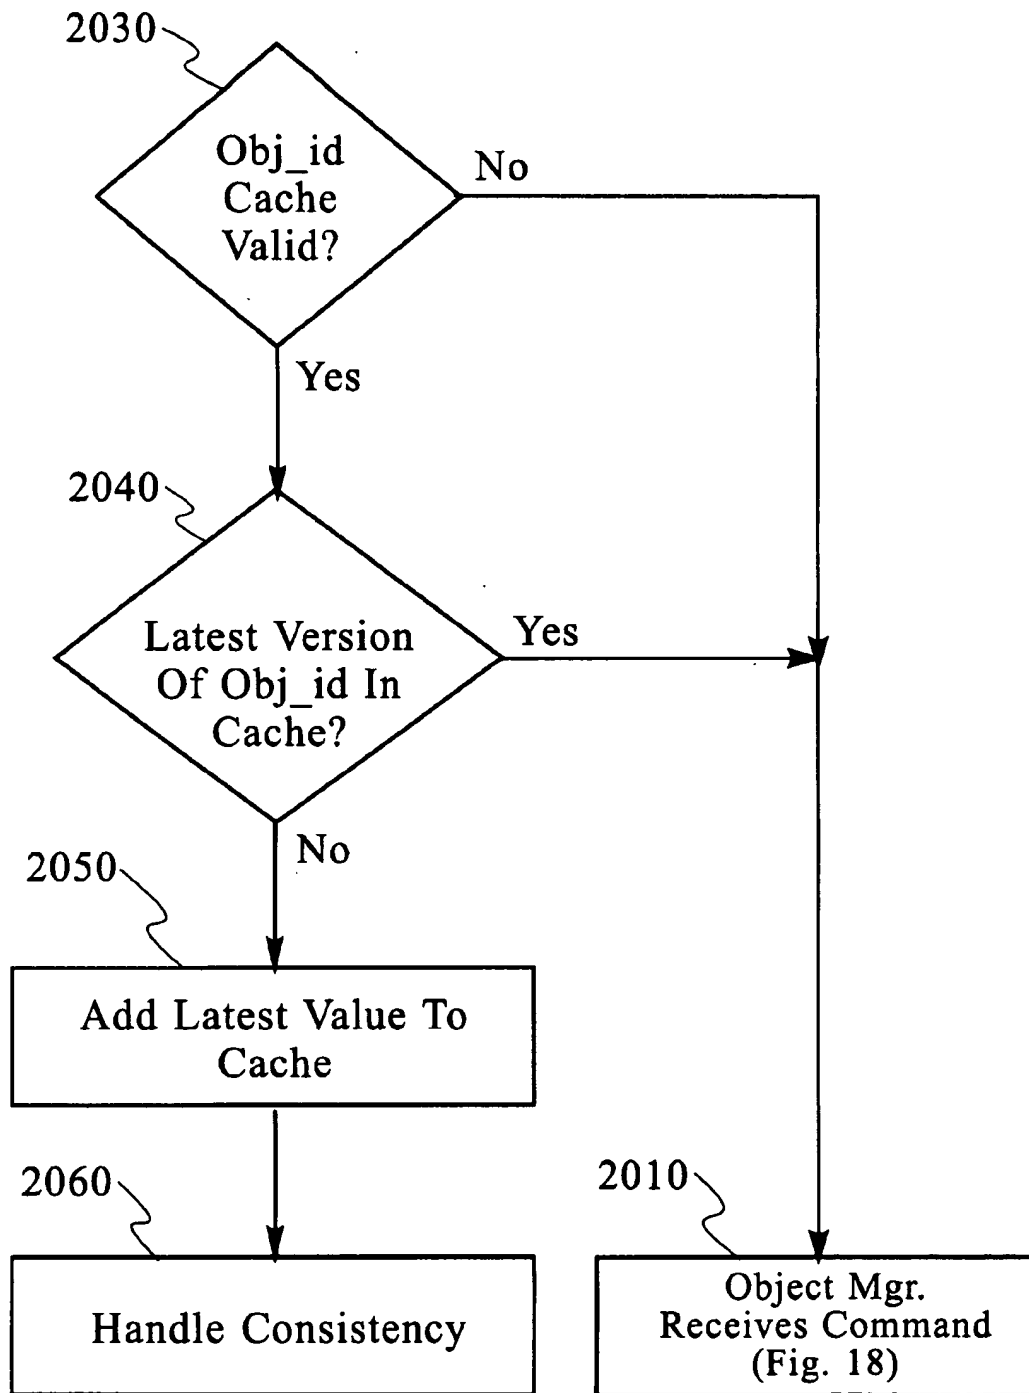 2030
Obj_id
Cache
Valid?
No
Yes
2040
Latest Version
Of Obj_id In
Cache?
Yes
No
2050
Add Latest Value To
Cache
2060
Handle Consistency
2010
Object Mgr.
Receives Command
(Fig. 18)